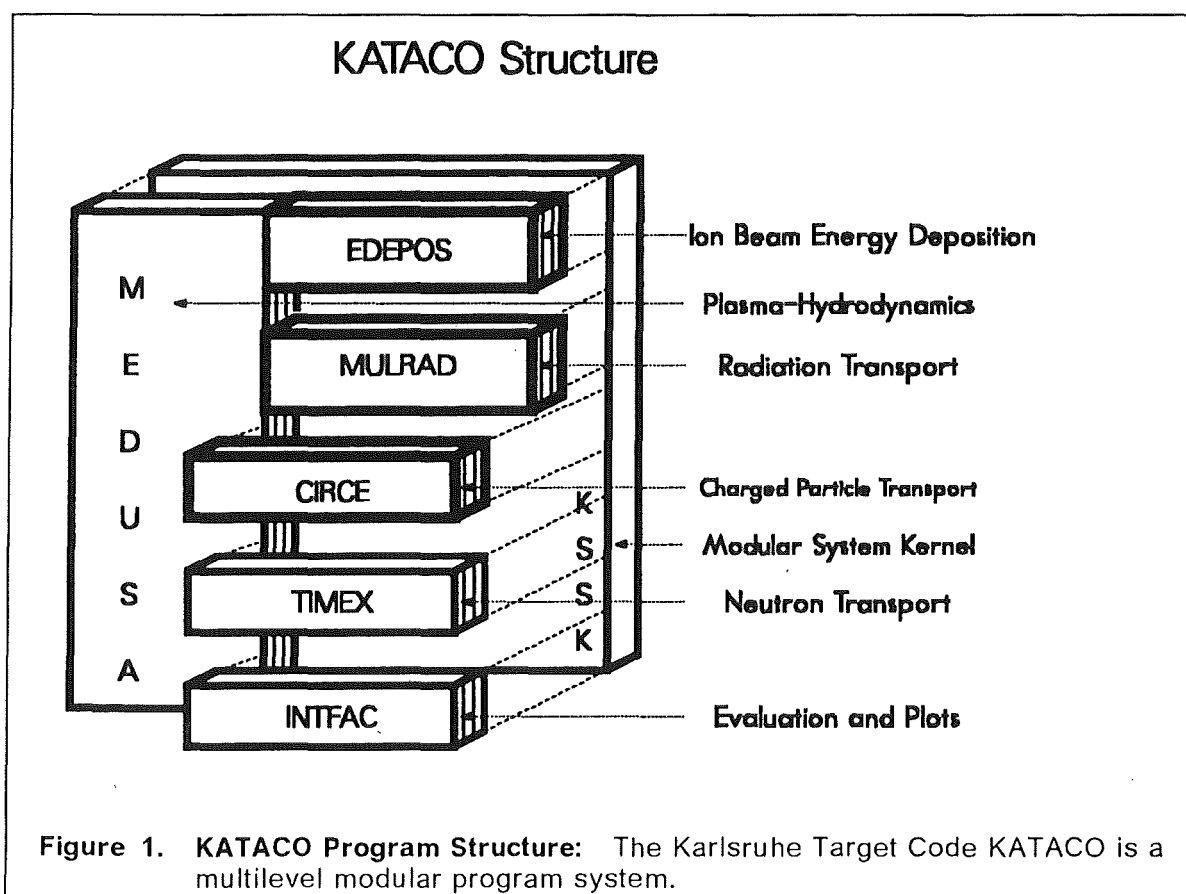 KATACO Structure
EDEPOS
Ion Beam Energy Deposition
MEDUSA
Plasma-Hydrodynamics
MULRAD
Radiation Transport
CIRCE
Charged Particle Transport
KSSK
Modular System Kernel
TIMEX
Neutron Transport
INTFAC
Evaluation and Plots
Figure 1. KATACO Program Structure: The Karlsruhe Target Code KATACO is a
multilevel modular program system.